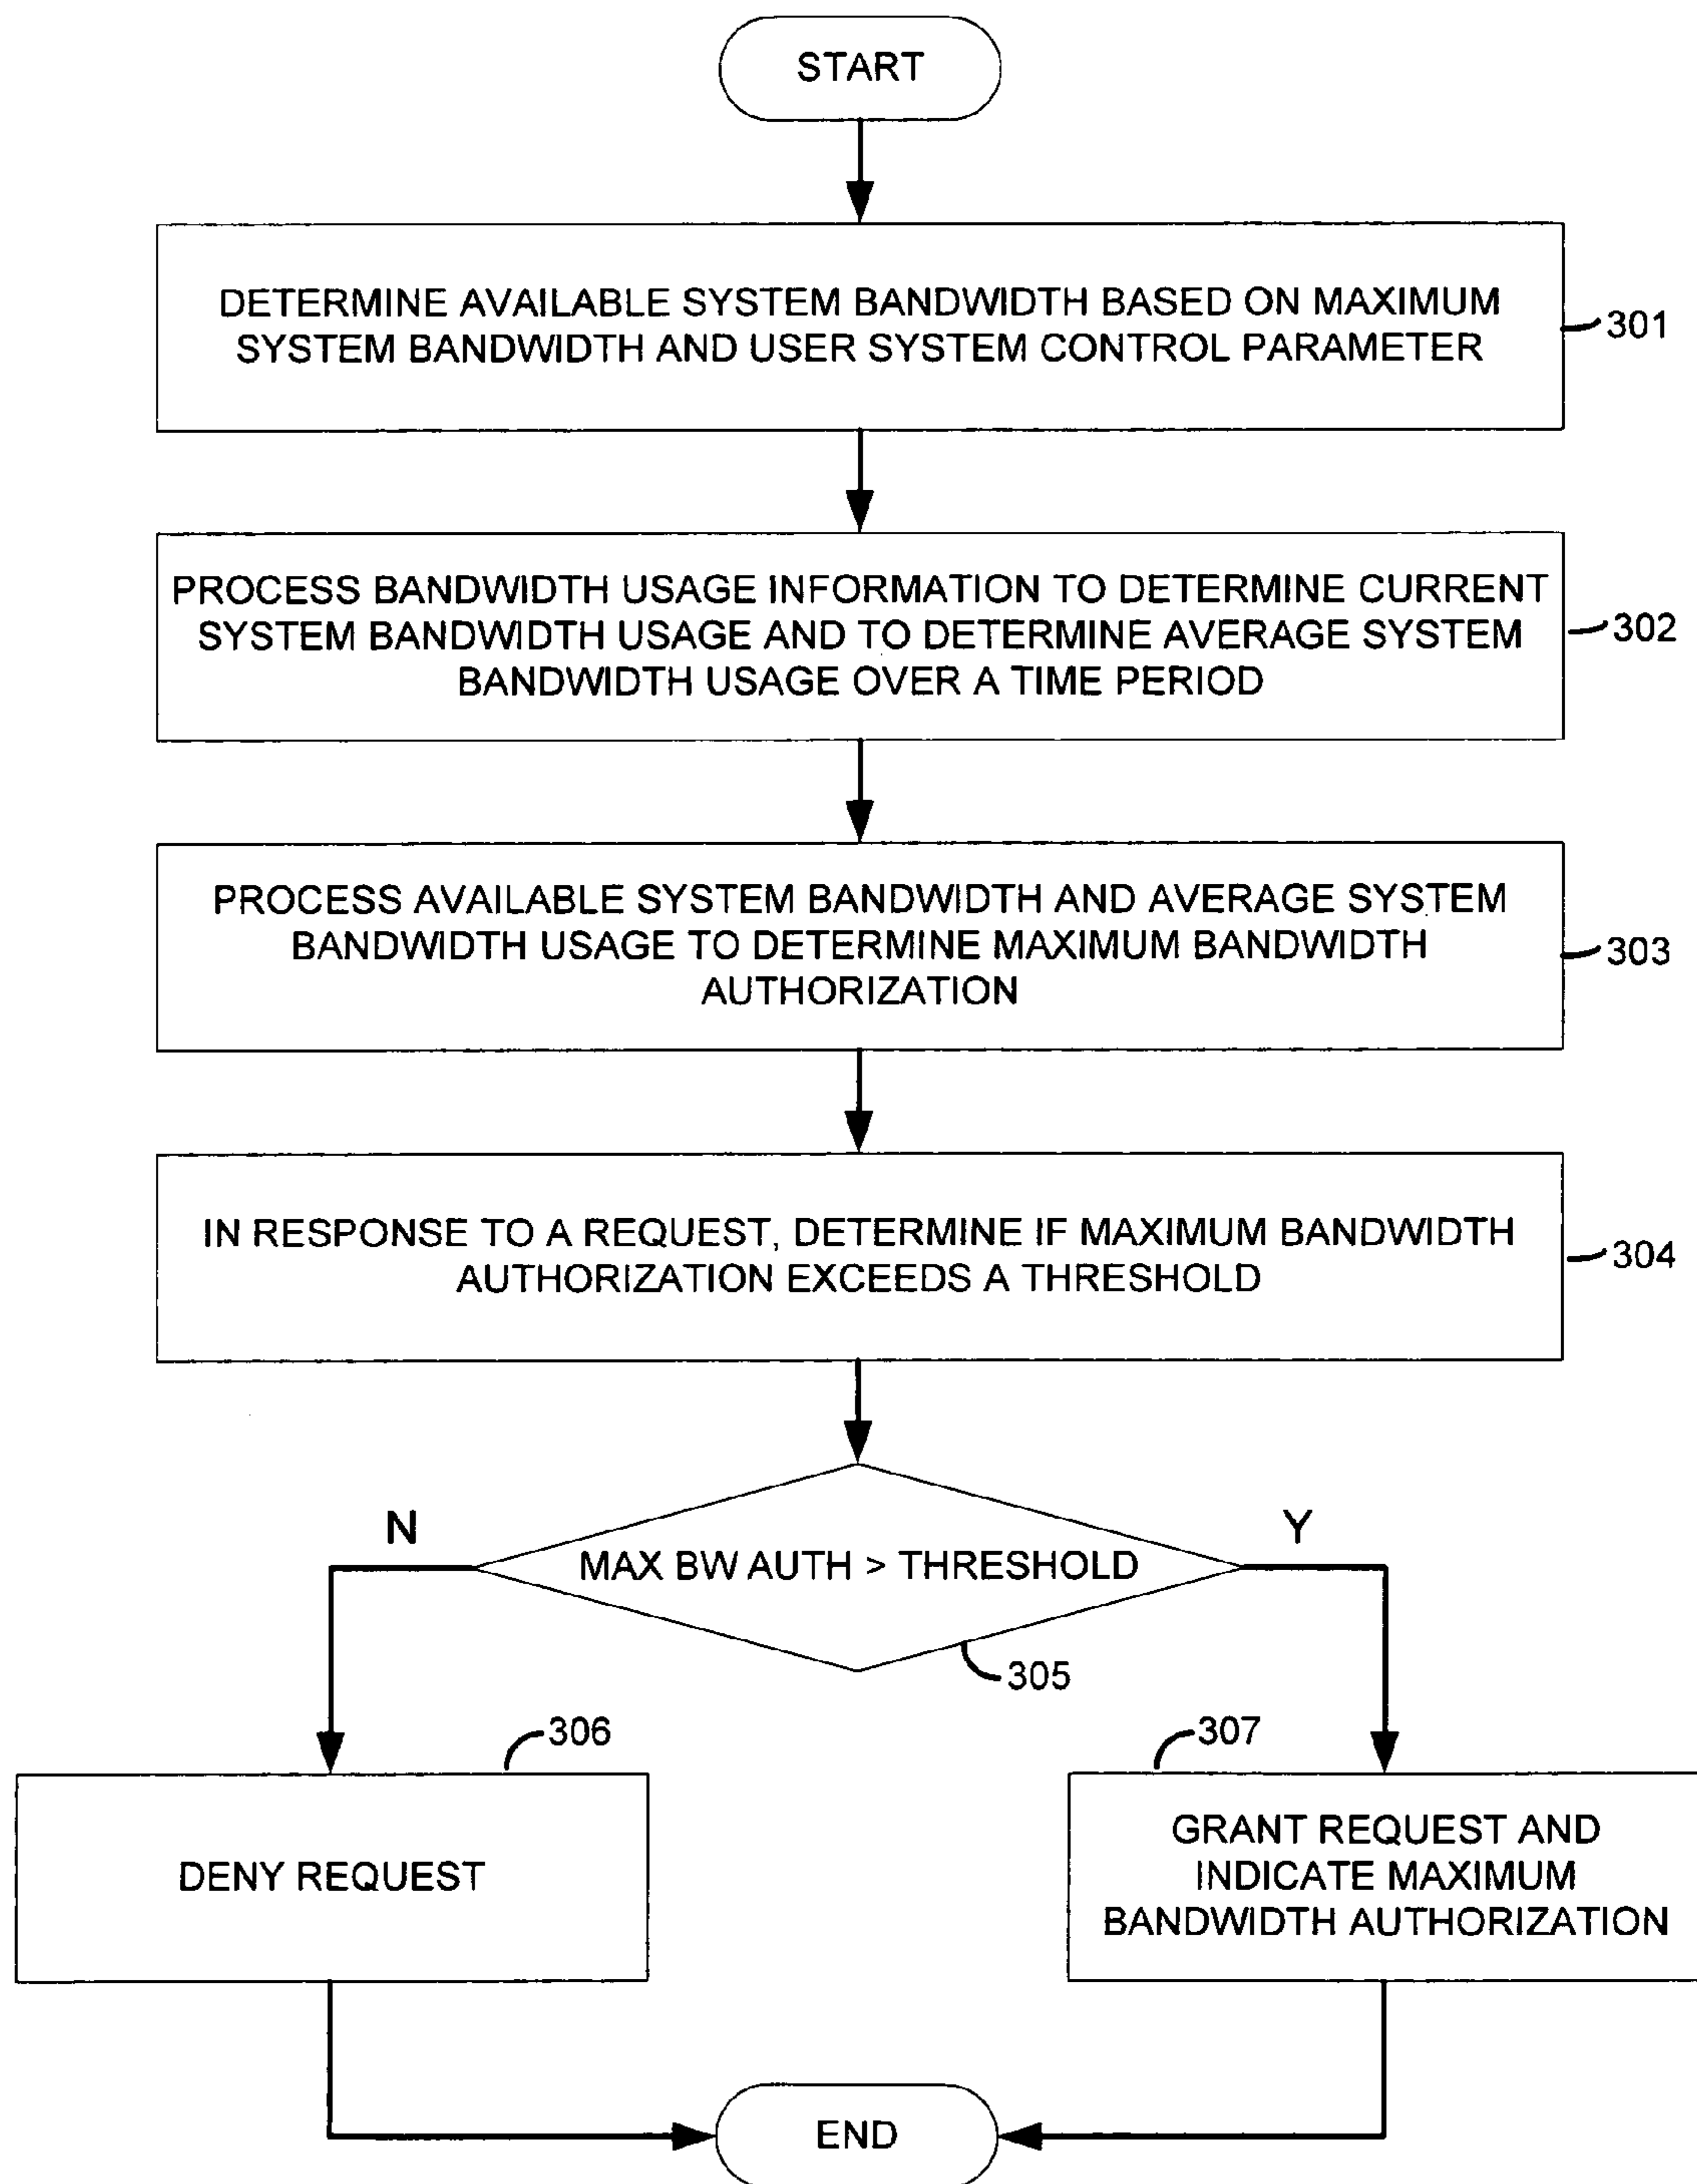 START
DETERMINE AVAILABLE SYSTEM BANDWIDTH BASED ON MAXIMUM
SYSTEM BANDWIDTH AND USER SYSTEM CONTROL PARAMETER
301
PROCESS BANDWIDTH USAGE INFORMATION TO DETERMINE CURRENT
SYSTEM BANDWIDTH USAGE AND TO DETERMINE AVERAGE SYSTEM
BANDWIDTH USAGE OVER A TIME PERIOD
302
PROCESS AVAILABLE SYSTEM BANDWIDTH AND AVERAGE SYSTEM
BANDWIDTH USAGE TO DETERMINE MAXIMUM BANDWIDTH
AUTHORIZATION
303
IN RESPONSE TO A REQUEST, DETERMINE IF MAXIMUM BANDWIDTH
AUTHORIZATION EXCEEDS A THRESHOLD
304
N
Y
MAX BW AUTH > THRESHOLD
305
306
307
DENY REQUEST
GRANT REQUEST AND
INDICATE MAXIMUM
BANDWIDTH AUTHORIZATION
END